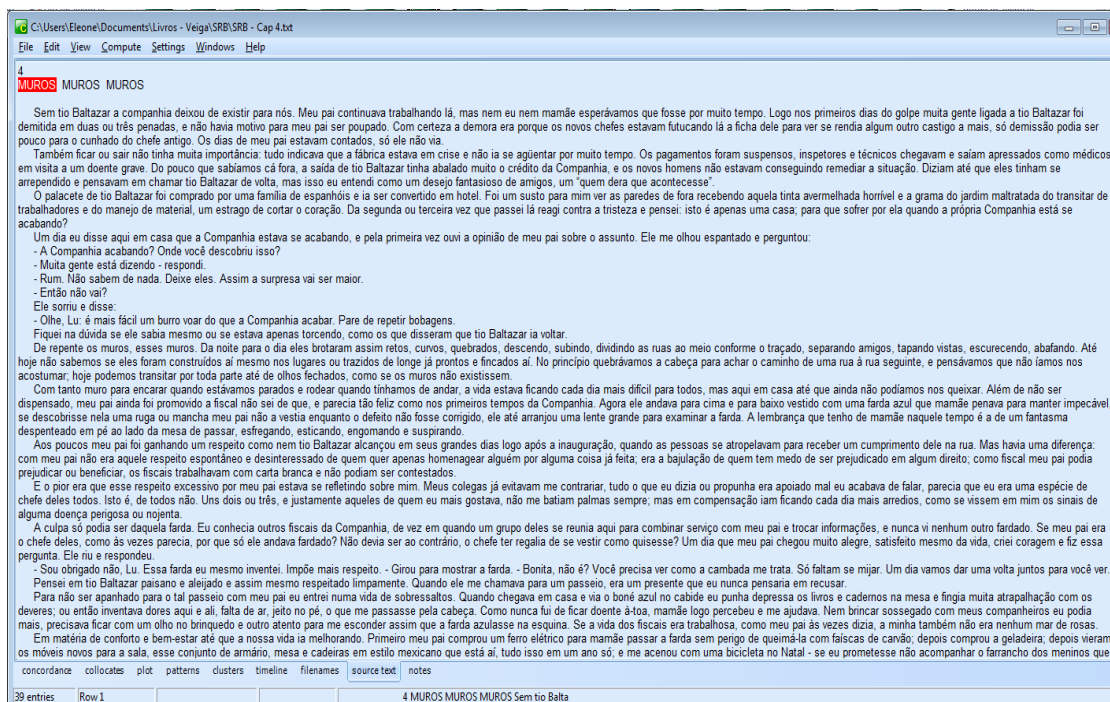 C:\Users\Eleone\Documents\Livros - Veiga\SRB\SRB - Cap 4.txt
File Edit View Compute Settings Windows Help
4
MUROS MUROS MUROS
Sem tio Baltazar a companhia deixou de existir para nós. Meu pai continuava trabalhando lá, mas nem eu nem mamãe esperávamos que fosse por muito tempo. Logo nos primeiros dias do golpe muita gente ligada a tio Baltazar foi
demitida em duas ou três penadas, e não havia motivo para meu pai ser poupado. Com certeza a demora era porque os novos chefes estavam futucando lá a ficha dele para ver se rendia algum outro castigo a mais, só demissão podia ser
pouco para o cunhado do chefe antigo. Os dias de meu pai estavam contados, só ele não via.
Também ficar ou sair não tinha muita importância: tudo indicava que a fábrica estava em crise e não ia se agüentar por muito tempo. Os pagamentos foram suspensos, inspetores e técnicos chegavam e saíam apressados como médicos
em visita a um doente grave. Do pouco que sabíamos cá fora, a saída de tio Baltazar tinha abalado muito o crédito da Companhia, e os novos homens não estavam conseguindo remediar a situação. Diziam até que eles tinham se
arrependido e pensavam em chamar tio Baltazar de volta, mas isso eu entendi como um desejo fantasioso de amigos, um "quem dera que acontecesse".
O palacete de tio Baltazar foi comprado por uma família de espanhóis e ia ser convertido em hotel. Foi um susto para mim ver as paredes de fora recebendo aquela tinta avermelhada horrível e a grama do jardim maltratada do transitar de
trabalhadores e do manejo de material, um estrago de cortar o coração. Da segunda ou terceira vez que passei lá reagi contra a tristeza e pensei: isto é apenas uma casa; para que sofrer por ela quando a própria Companhia está se
acabando?
Um dia eu disse aqui em casa que a Companhia estava se acabando, e pela primeira vez ouvi a opinião de meu pai sobre o assunto. Ele me olhou espantado e perguntou:
- A Companhia acabando? Onde você descobriu isso?
- Muita gente está dizendo - respondi.
- Rum. Não sabem de nada. Deixe eles. Assim a surpresa vai ser maior.
- Então não vai?
Ele sorriu e disse:
- Olhe, Lu: é mais fácil um burro voar do que a Companhia acabar. Pare de repetir bobagens.
Fiquei na dúvida se ele sabia mesmo ou se estava apenas torcendo, como os que disseram que tio Baltazar ia voltar.
De repente os muros, esses muros. Da noite para o dia eles brotaram assim retos, curvos, quebrados, descendo, subindo, dividindo as ruas ao meio conforme o traçado, separando amigos, tapando vistas, escurecendo, abafando. Até
hoje não sabemos se eles foram construídos aí mesmo nos lugares ou trazidos de longe já prontos e fincados aí. No princípio quebrávamos a cabeça para achar o caminho de uma rua à rua seguinte, e pensávamos que não íamos nos
acostumar; hoje podemos transitar por toda parte até de olhos fechados, como se os muros não existissem.
Com tanto muro para encarar quando estávamos parados e rodear quando tínhamos de andar, a vida estava ficando cada dia mais difícil para todos, mas aqui em casa até que ainda não podíamos nos queixar. Além de não ser
dispensado, meu pai ainda foi promovido a fiscal não sei de que, e parecia tão feliz como nos primeiros tempos da Companhia. Agora ele andava para cima e para baixo vestido com uma farda azul que mamãe penava para manter impecável,
se descobrisse nela uma ruga ou mancha meu pai não a vestia enquanto o defeito não fosse corrigido, ele até arranjou uma lente grande para examinar a farda. A lembrança que tenho de mamãe naquele tempo é a de um fantasma
despenteado em pé ao lado da mesa de passar, esfregando, esticando, engomando e suspirando.
Aos poucos meu pai foi ganhando um respeito como nem tio Baltazar alcançou em seus grandes dias logo após a inauguração, quando as pessoas se atropelavam para receber um cumprimento dele na rua. Mas havia uma diferença:
com meu pai não era aquele respeito espontâneo e desinteressado de quem quer apenas homenagear alguém por alguma coisa já feita; era a bajulação de quem tem medo de ser prejudicado em algum direito; como fiscal meu pai podia
prejudicar ou beneficiar, os fiscais trabalhavam com carta branca e não podiam ser contestados.
E o pior era que esse respeito excessivo por meu pai estava se refletindo sobre mim. Meus colegas já evitavam me contrariar, tudo o que eu dizia ou propunha era apoiado mal eu acabava de falar, parecia que eu era uma espécie de
chefe deles todos. Isto é, de todos não. Uns dois ou três, e justamente aqueles de quem eu mais gostava, não me batiam palmas sempre; mas em compensação iam ficando cada dia mais arredios, como se vissem em mim os sinais de
alguma doença perigosa ou nojenta.
A culpa só podia ser daquela farda. Eu conhecia outros fiscais da Companhia, de vez em quando um grupo deles se reunia aqui para combinar serviço com meu pai e trocar informações, e nunca vi nenhum outro fardado. Se meu pai era
o chefe deles, como às vezes parecia, por que só ele andava fardado? Não devia ser ao contrário, o chefe ter regalia de se vestir como quisesse? Um dia que meu pai chegou muito alegre, satisfeito mesmo da vida, criei coragem e fiz essa
pergunta. Ele riu e respondeu.
- Sou obrigado não, Lu. Essa farda eu mesmo inventei. Impõe mais respeito. - Girou para mostrar a farda. - Bonita, não é? Você precisa ver como a cambada me trata. Só faltam se mijar. Um dia vamos dar uma volta juntos para você ver.
Pensei em tio Baltazar paisano e aleijado e assim mesmo respeitado limpamente. Quando ele me chamava para um passeio, era um presente que eu nunca pensaria em recusar.
Para não ser apanhado para o tal passeio com meu pai eu entrei numa vida de sobressaltos. Quando chegava em casa e via o boné azul no cabide eu punha depressa os livros e cadernos na mesa e fingia muita atrapalhação com os
deveres; ou então inventava dores aqui e ali, falta de ar, jeito no pé, o que me passasse pela cabeça. Como nunca fui de ficar doente à-toa, mamãe logo percebeu e me ajudava. Nem brincar sossegado com meus companheiros eu podia
mais, precisava ficar com um olho no brinquedo e outro atento para me esconder assim que a farda azulasse na esquina. Se a vida dos fiscais era trabalhosa, como meu pai às vezes dizia, a minha também não era nenhum mar de rosas.
Em matéria de conforto e bem-estar até que a nossa vida ia melhorando. Primeiro meu pai comprou um ferro elétrico para mamãe passar a farda sem perigo de queimá-la com faíscas de carvão; depois comprou a geladeira; depois vieram
os móveis novos para a sala, esse conjunto de armário, mesa e cadeiras em estilo mexicano que está aí, tudo isso em um ano só; e me acenou com uma bicicleta no Natal - se eu prometesse não acompanhar o farrancho dos meninos que
concordance collocates plot patterns clusters timeline filenames source text notes
39 entries Row 1 4 MUROS MUROS MUROS Sem tio Balta